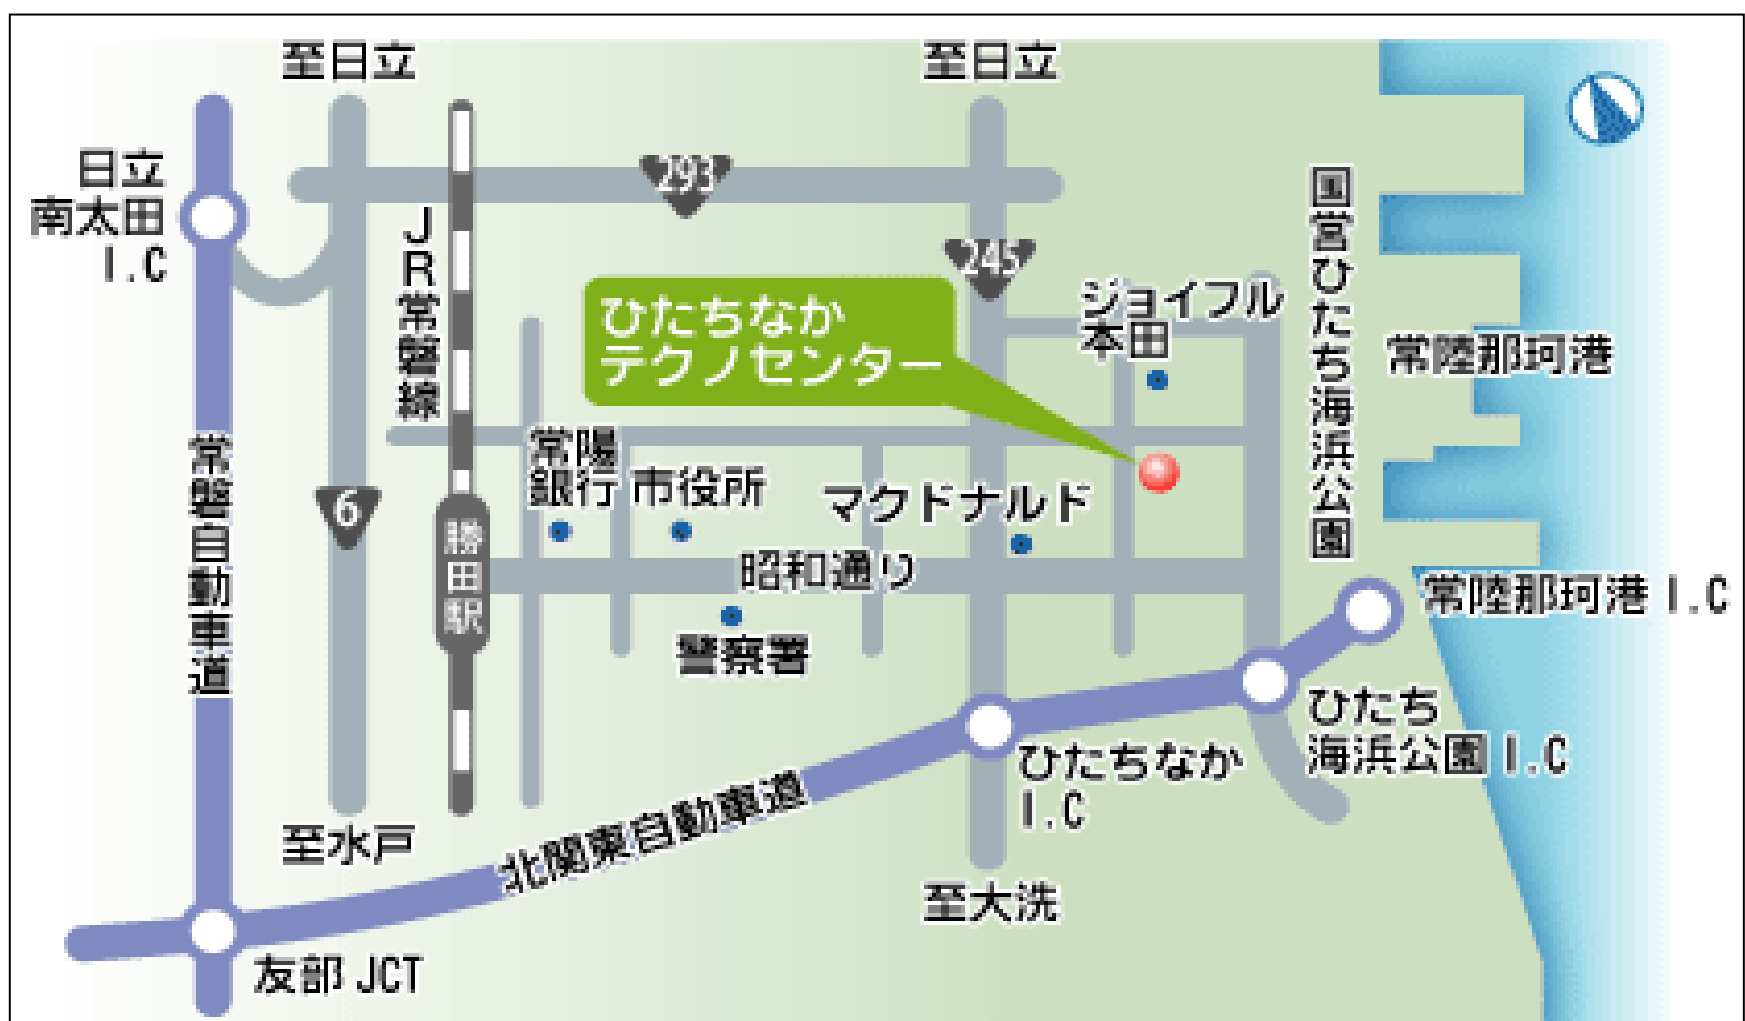 至日立
至日立
日立
南太田
I.C
293
245
JR常磐線
国営ひたち海浜公園
ひたちなか
テクノセンター
ジョイフル
本田
常陸那珂港
常磐自動車道
6
勝田駅
常陽
銀行
市役所
マクドナルド
昭和通り
警察署
常陸那珂港 I.C
ひたち
海浜公園 I.C
ひたちなか
I.C
北関東自動車道
至水戸
至大洗
友部 JCT